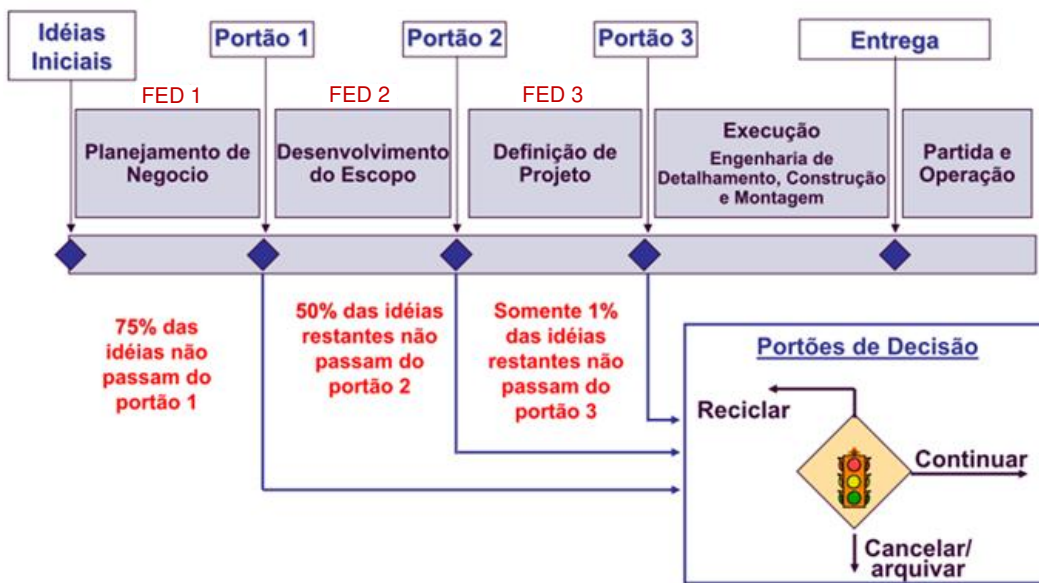 Idéias
Iniciais
Portão 1
Portão 2
Portão 3
Entrega
FED 1
FED 2
FED 3
Planejamento de
Negocio
Desenvolvimento
do Escopo
Definição de
Projeto
Execução
Engenharia de
Detalhamento, Construção
e Montagem
Partida e
Operação
75% das
idéias não
passam do
portão 1
50% das idéias
restantes não
passam do
portão 2
Somente 1%
das idéias
restantes não
passam do
portão 3
Portões de Decisão
Reciclar
Continuar
Cancelar/
arquivar